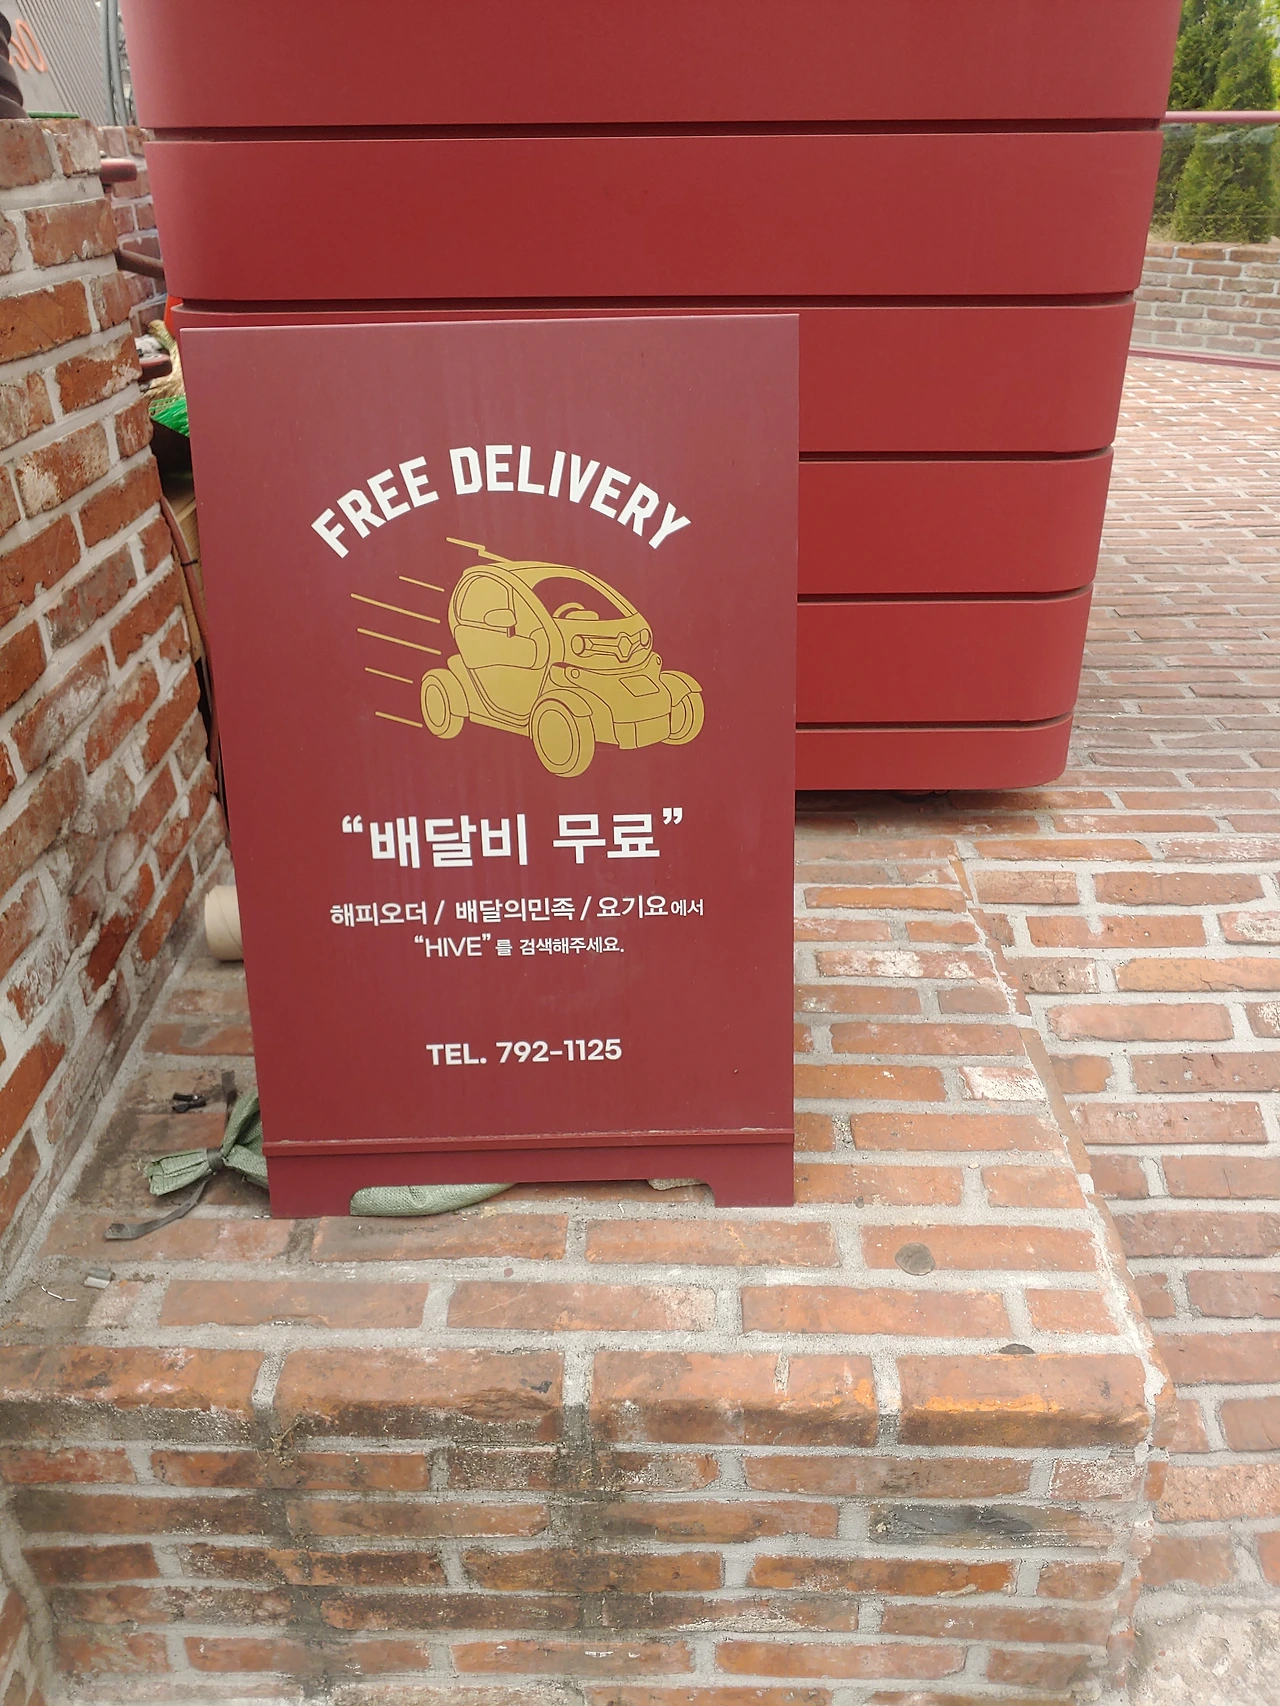 FREE DELIVERY
“배달비 무료”
해피오더 / 배달의민족 / 요기요에서
“HIVE”를 검색해주세요.
TEL. 792-1125